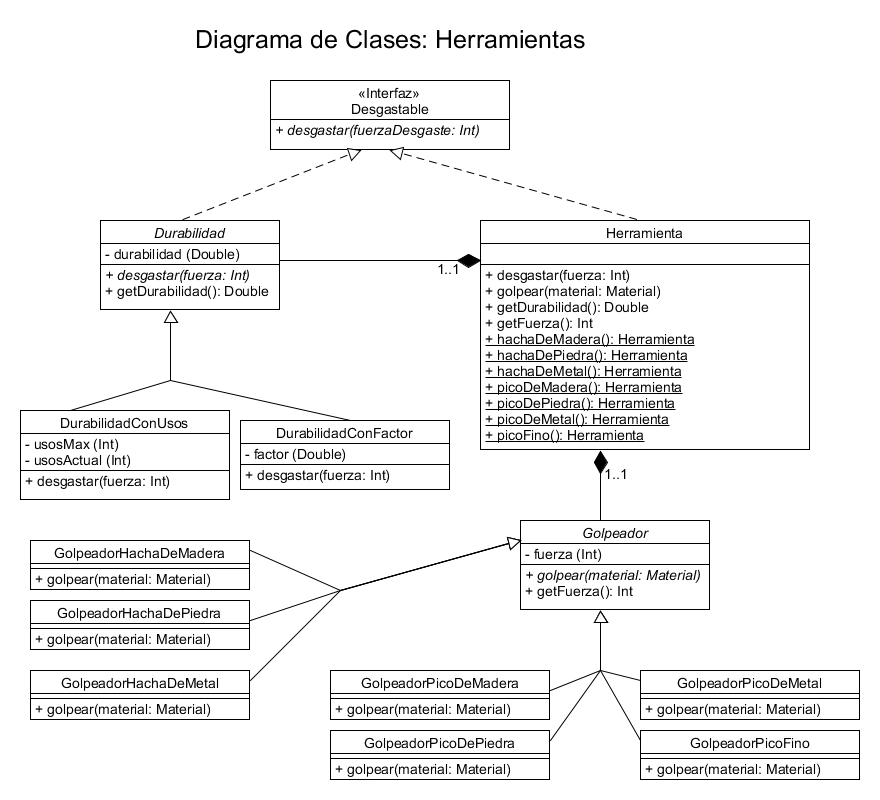 Diagrama de Clases: Herramientas
«Interfaz»
Desgastable
+ desgastar(fuerzaDesgaste: Int)
Durabilidad
- durabilidad (Double)
+ desgastar(fuerza: Int)
+ getDurabilidad(): Double
1..1
Herramienta
+ desgastar(fuerza: Int)
+ golpear(material: Material)
+ getDurabilidad(): Double
+ getFuerza(): Int
+ hachaDeMadera(): Herramienta
+ hachaDePiedra(): Herramienta
+ hachaDeMetal(): Herramienta
+ picoDeMadera(): Herramienta
+ picoDePiedra(): Herramienta
+ picoDeMetal(): Herramienta
+ picoFino(): Herramienta
DurabilidadConUsos
- usosMax (Int)
- usosActual (Int)
+ desgastar(fuerza: Int)
DurabilidadConFactor
- factor (Double)
+ desgastar(fuerza: Int)
1..1
Golpeador
- fuerza (Int)
+ golpear(material: Material)
+ getFuerza(): Int
GolpeadorHachaDeMadera
+ golpear(material: Material)
GolpeadorHachaDePiedra
+ golpear(material: Material)
GolpeadorHachaDeMetal
+ golpear(material: Material)
GolpeadorPicoDeMadera
+ golpear(material: Material)
GolpeadorPicoDeMetal
+ golpear(material: Material)
GolpeadorPicoDePiedra
+ golpear(material: Material)
GolpeadorPicoFino
+ golpear(material: Material)